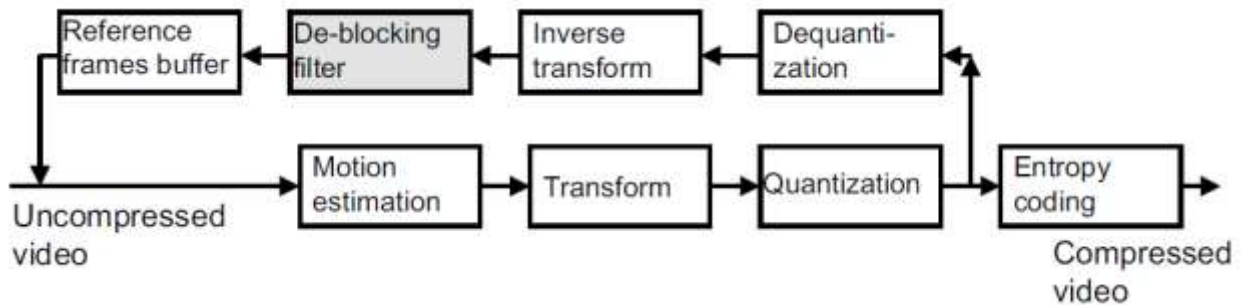 Reference
frames buffer
De-blocking
filter
Inverse
transform
Dequanti-
zation
Motion
estimation
Transform
Quantization
Entropy
coding
Uncompressed
video
Compressed
video